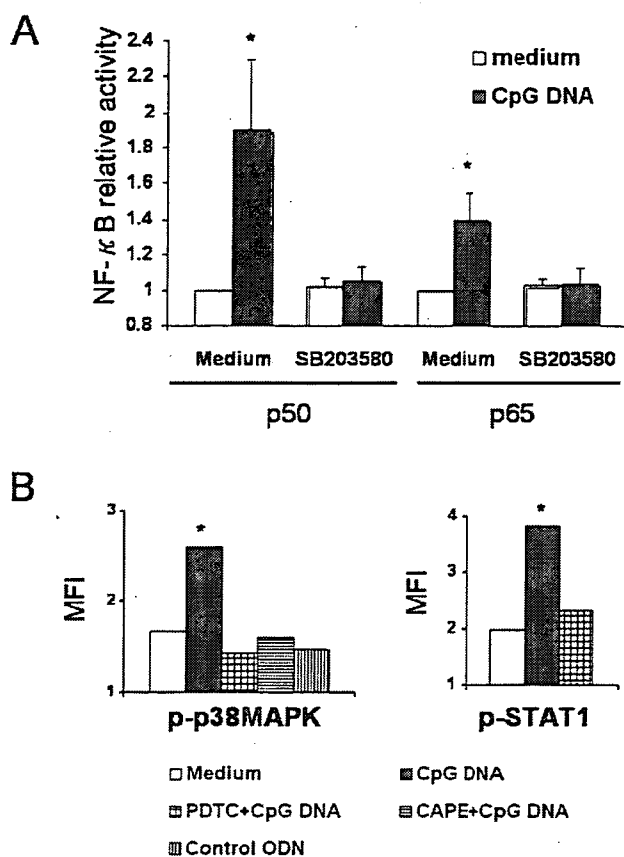 A
NF-κB relative activity
2.4
2.2
2
1.8
1.6
1.4
1.2
1
0.8
*
*
medium
CpG DNA
Medium SB203580 Medium SB203580
p50 p65
B
MFI
3
2
1
*
p-p38MAPK
MFI
4
3
2
1
*
p-STAT1
Medium CpG DNA
PDTC+CpG DNA CAPE+CpG DNA
Control ODN